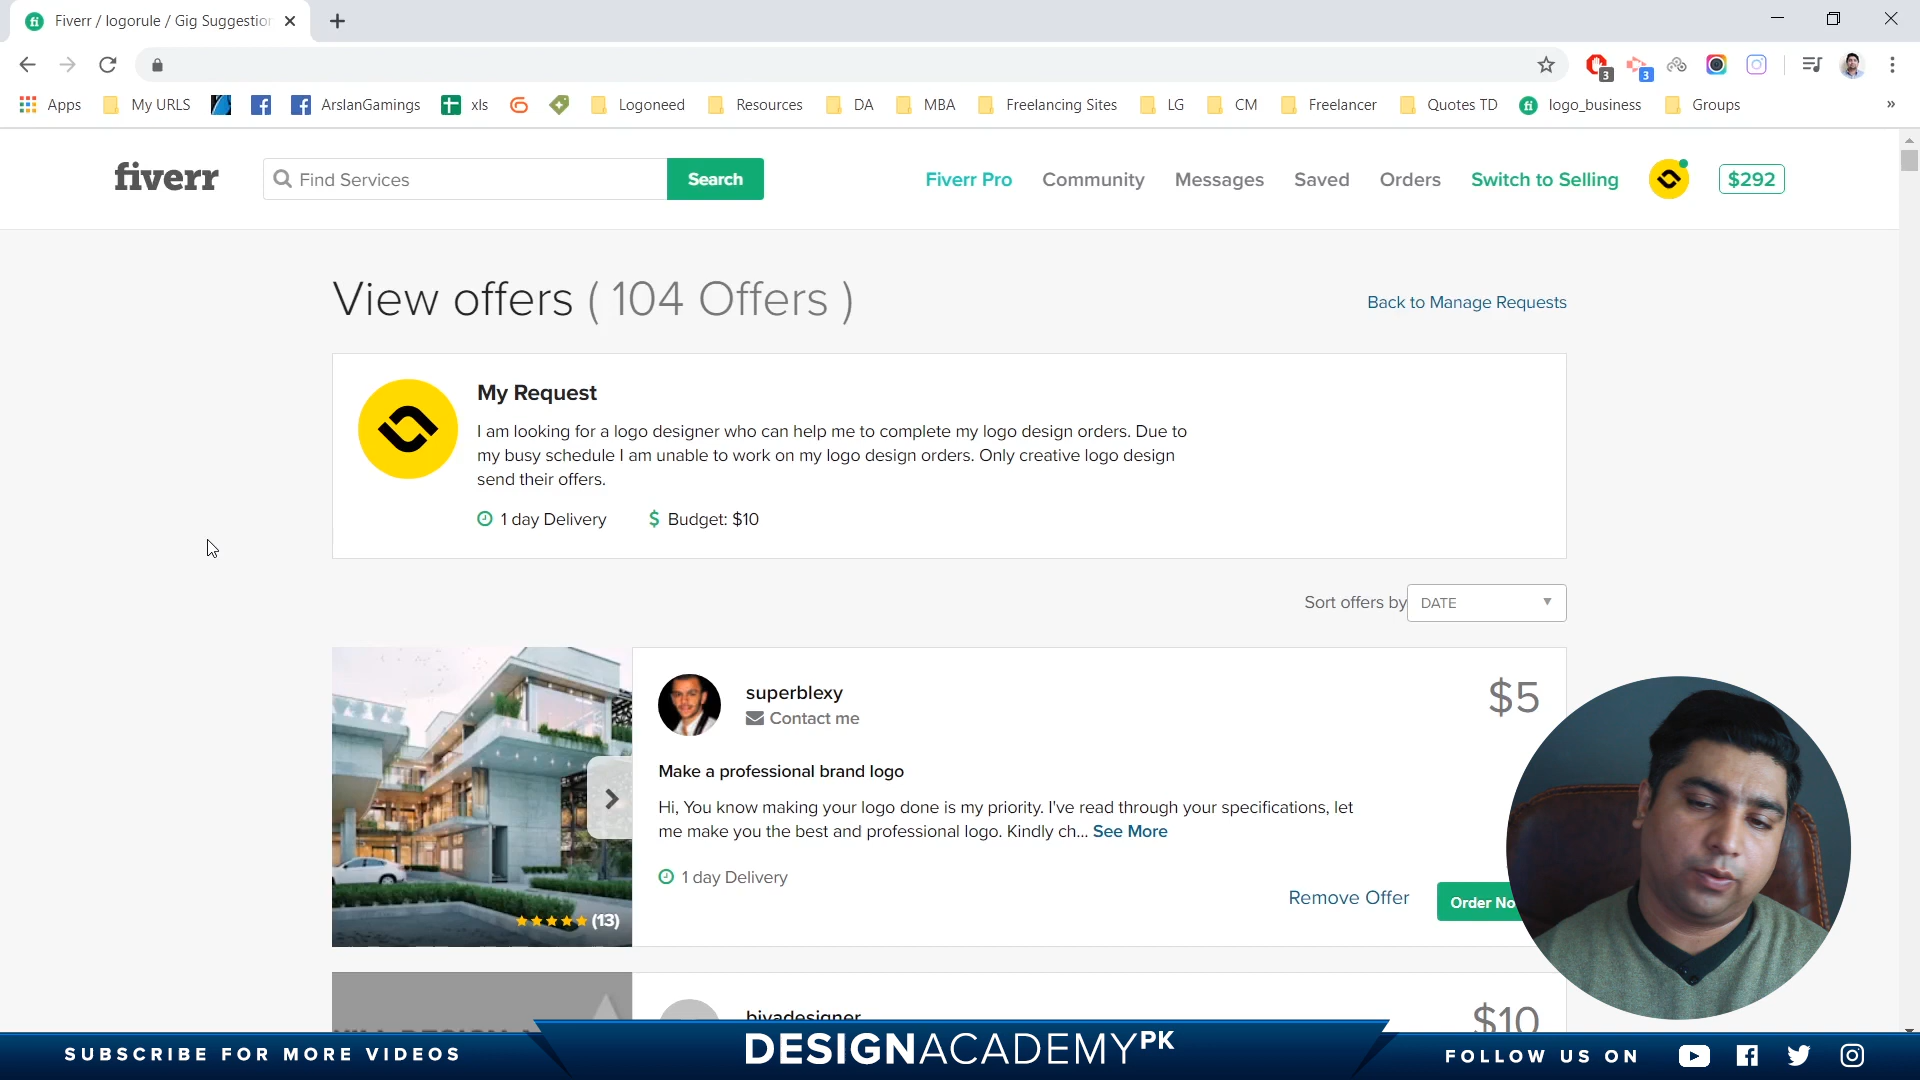 Fiverr / logorule / Gig Suggestion
3
3
Apps
My URLS
ArslanGamings
xls
Logoneed
Resources
DA
MBA
Freelancing Sites
LG
CM
Freelancer
Quotes TD
logo_business
Groups
»
fiverr
Find Services
Search
Fiverr Pro
Community
Messages
Saved
Orders
Switch to Selling
$292
View offers ( 104 Offers )
Back to Manage Requests
My Request
I am looking for a logo designer who can help me to complete my logo design orders. Due to
my busy schedule I am unable to work on my logo design orders. Only creative logo design
send their offers.
1 day Delivery
$ Budget: $10
Sort offers by
DATE
superblexy
Contact me
$5
Make a professional brand logo
Hi, You know making your logo done is my priority. I've read through your specifications, let
me make you the best and professional logo. Kindly ch... See More
1 day Delivery
(13)
Remove Offer
Order No
biyadesigner
$10
SUBSCRIBE FOR MORE VIDEOS
DESIGNACADEMYPK
FOLLOW US ON